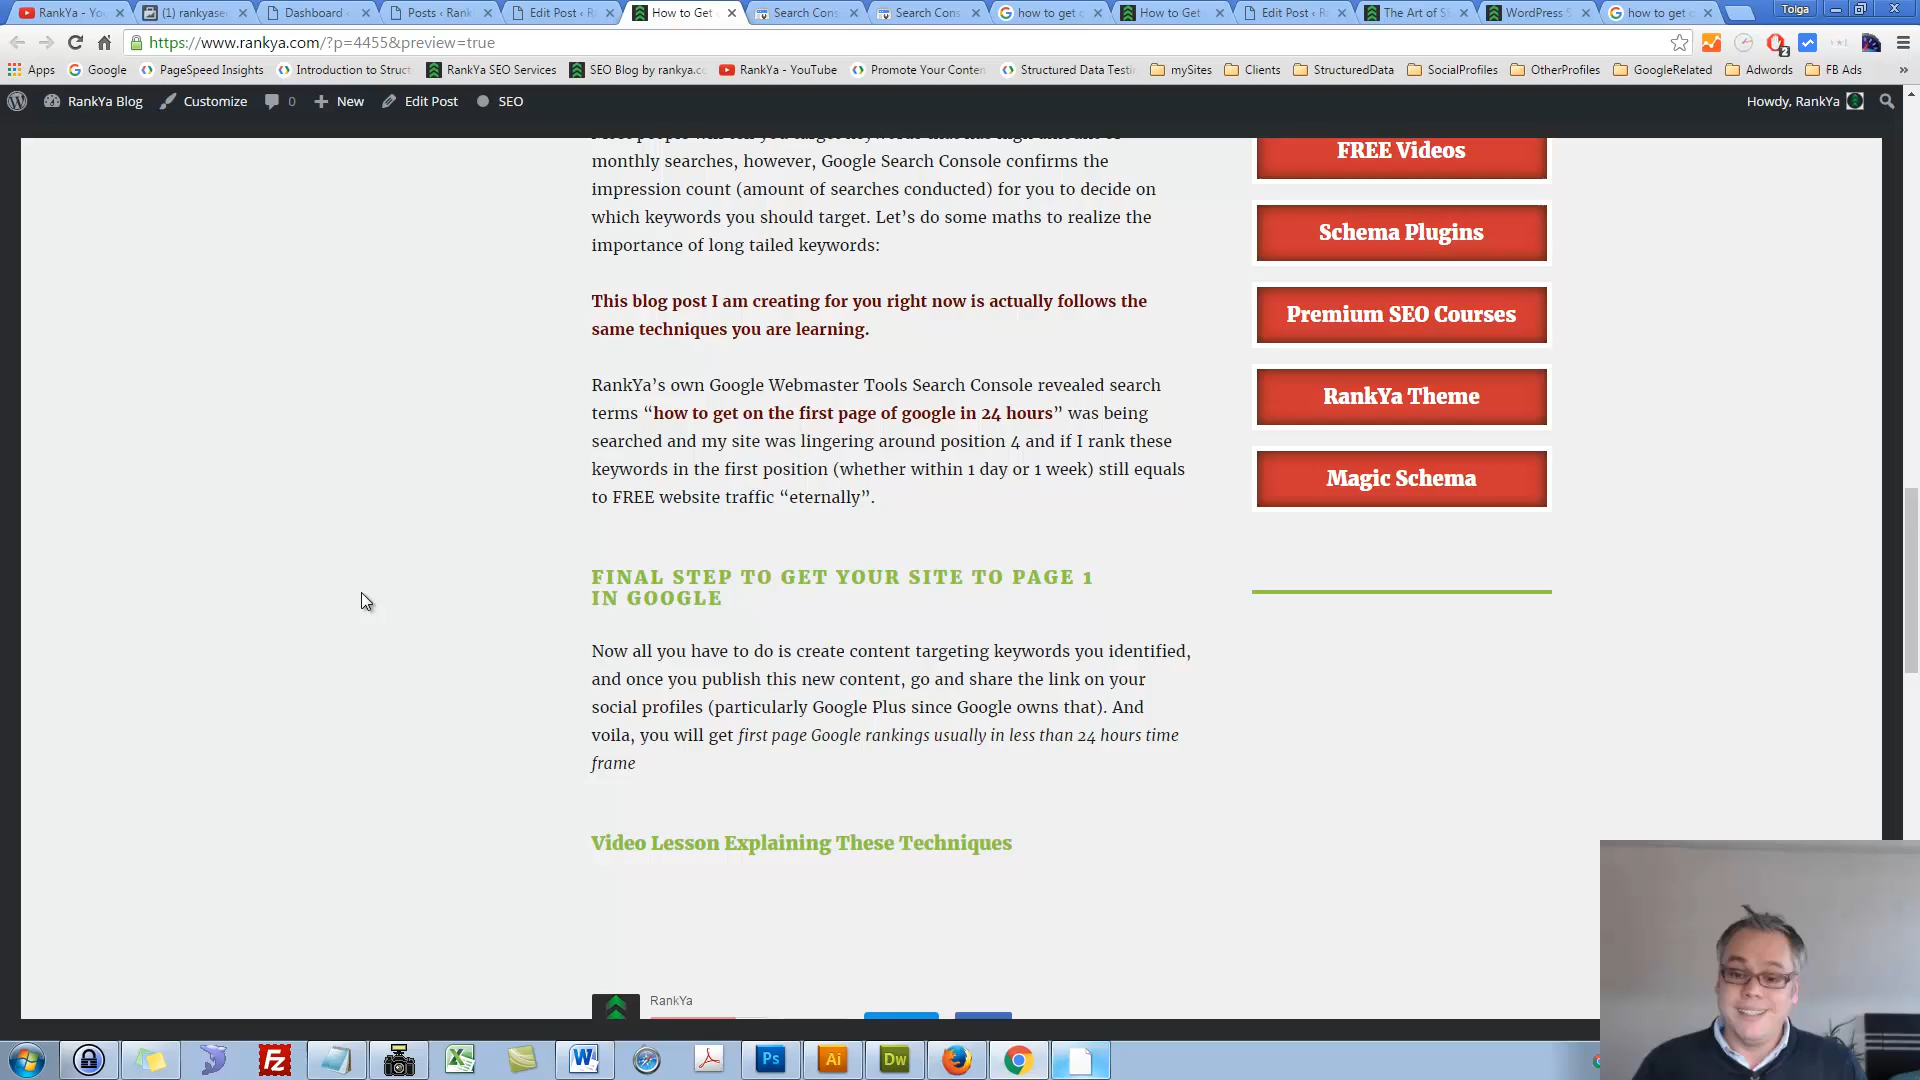 RankYa - Yo
(1) rankyase
Dashboard
Posts ‹ Rank
Edit Post ‹ R
How to Get
Search Cons
Search Cons
how to get o
How to Get
Edit Post ‹ R
The Art of S
WordPress S
how to get o
Tolga
https://www.rankya.com/?p=4455&preview=true
2
Apps
Google
PageSpeed Insights
Introduction to Struct
RankYa SEO Services
SEO Blog by rankya.co
RankYa - YouTube
Promote Your Conten
Structured Data Testi
mySites
Clients
StructuredData
SocialProfiles
OtherProfiles
GoogleRelated
Adwords
FB Ads
»
RankYa Blog
Customize
0
New
Edit Post
SEO
Howdy, RankYa
monthly searches, however, Google Search Console confirms the
impression count (amount of searches conducted) for you to decide on
which keywords you should target. Let's do some maths to realize the
importance of long tailed keywords:
This blog post I am creating for you right now is actually follows the
same techniques you are learning.
RankYa's own Google Webmaster Tools Search Console revealed search
terms “how to get on the first page of google in 24 hours” was being
searched and my site was lingering around position 4 and if I rank these
keywords in the first position (whether within 1 day or 1 week) still equals
to FREE website traffic “eternally”.
FINAL STEP TO GET YOUR SITE TO PAGE 1
IN GOOGLE
Now all you have to do is create content targeting keywords you identified,
and once you publish this new content, go and share the link on your
social profiles (particularly Google Plus since Google owns that). And
voila, you will get first page Google rankings usually in less than 24 hours time
frame
Video Lesson Explaining These Techniques
RankYa
FREE Videos
Schema Plugins
Premium SEO Courses
RankYa Theme
Magic Schema
Fz
W
Ps
Ai
Dw